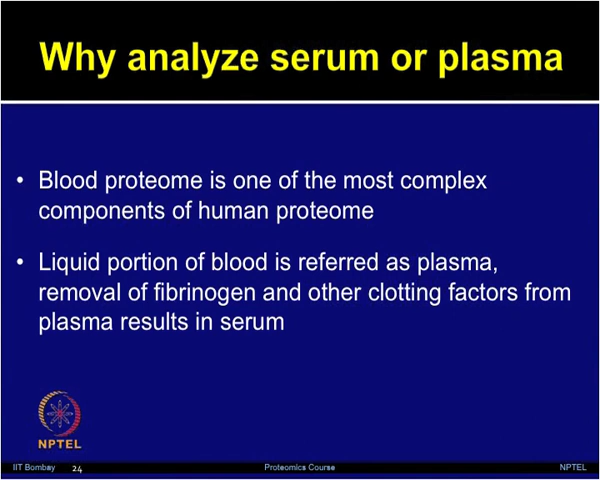 Why analyze serum or plasma
• Blood proteome is one of the most complex
components of human proteome
• Liquid portion of blood is referred as plasma,
removal of fibrinogen and other clotting factors from
plasma results in serum
NPTEL
IIT Bombay 24 Proteomics Course NPTEL